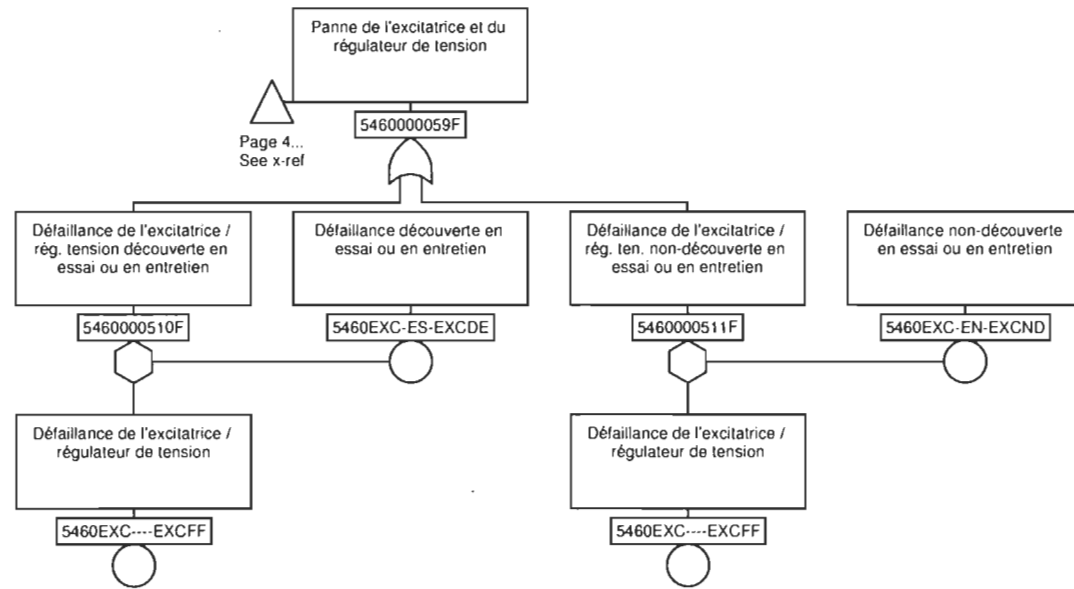 Panne de l'excitatrice et du
régulateur de tension
5460000059F
Page 4...
See x-ref
Défaillance de l'excitatrice /
rég. tension découverte en
essai ou en entretien
5460000510F
Défaillance découverte en
essai ou en entretien
5460EXC-ES-EXCDE
Défaillance de l'excitatrice /
rég. ten. non-découverte en
essai ou en entretien
5460000511F
Défaillance non-découverte
en essai ou en entretien
5460EXC-EN-EXCND
Défaillance de l'excitatrice /
régulateur de tension
5460EXC----EXCFF
Défaillance de l'excitatrice /
régulateur de tension
5460EXC----EXCFF